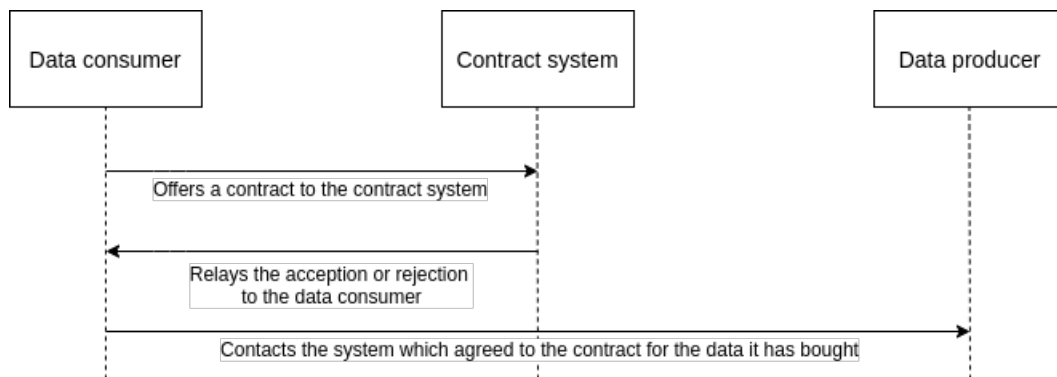 Data consumer
Contract system
Data producer
Offers a contract to the contract system
Relays the acception or rejection
to the data consumer
Contacts the system which agreed to the contract for the data it has bought